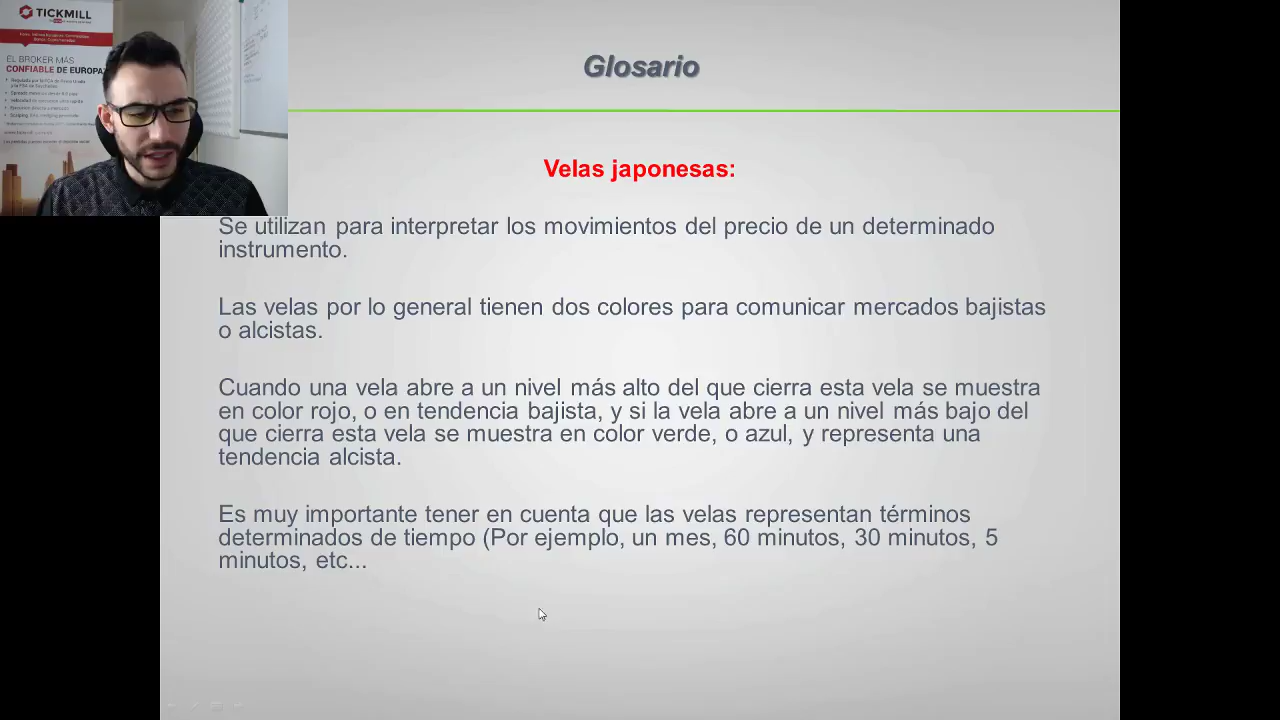 TICKMILL
EL BROKER MÁS
CONFIABLE DE EUROPA
Glosario
Velas japonesas:
Se utilizan para interpretar los movimientos del precio de un determinado
instrumento.
Las velas por lo general tienen dos colores para comunicar mercados bajistas
o alcistas.
Cuando una vela abre a un nivel más alto del que cierra esta vela se muestra
en color rojo, o en tendencia bajista, y si la vela abre a un nivel más bajo del
que cierra esta vela se muestra en color verde, o azul, y representa una
tendencia alcista.
Es muy importante tener en cuenta que las velas representan términos
determinados de tiempo (Por ejemplo, un mes, 60 minutos, 30 minutos, 5
minutos, etc...